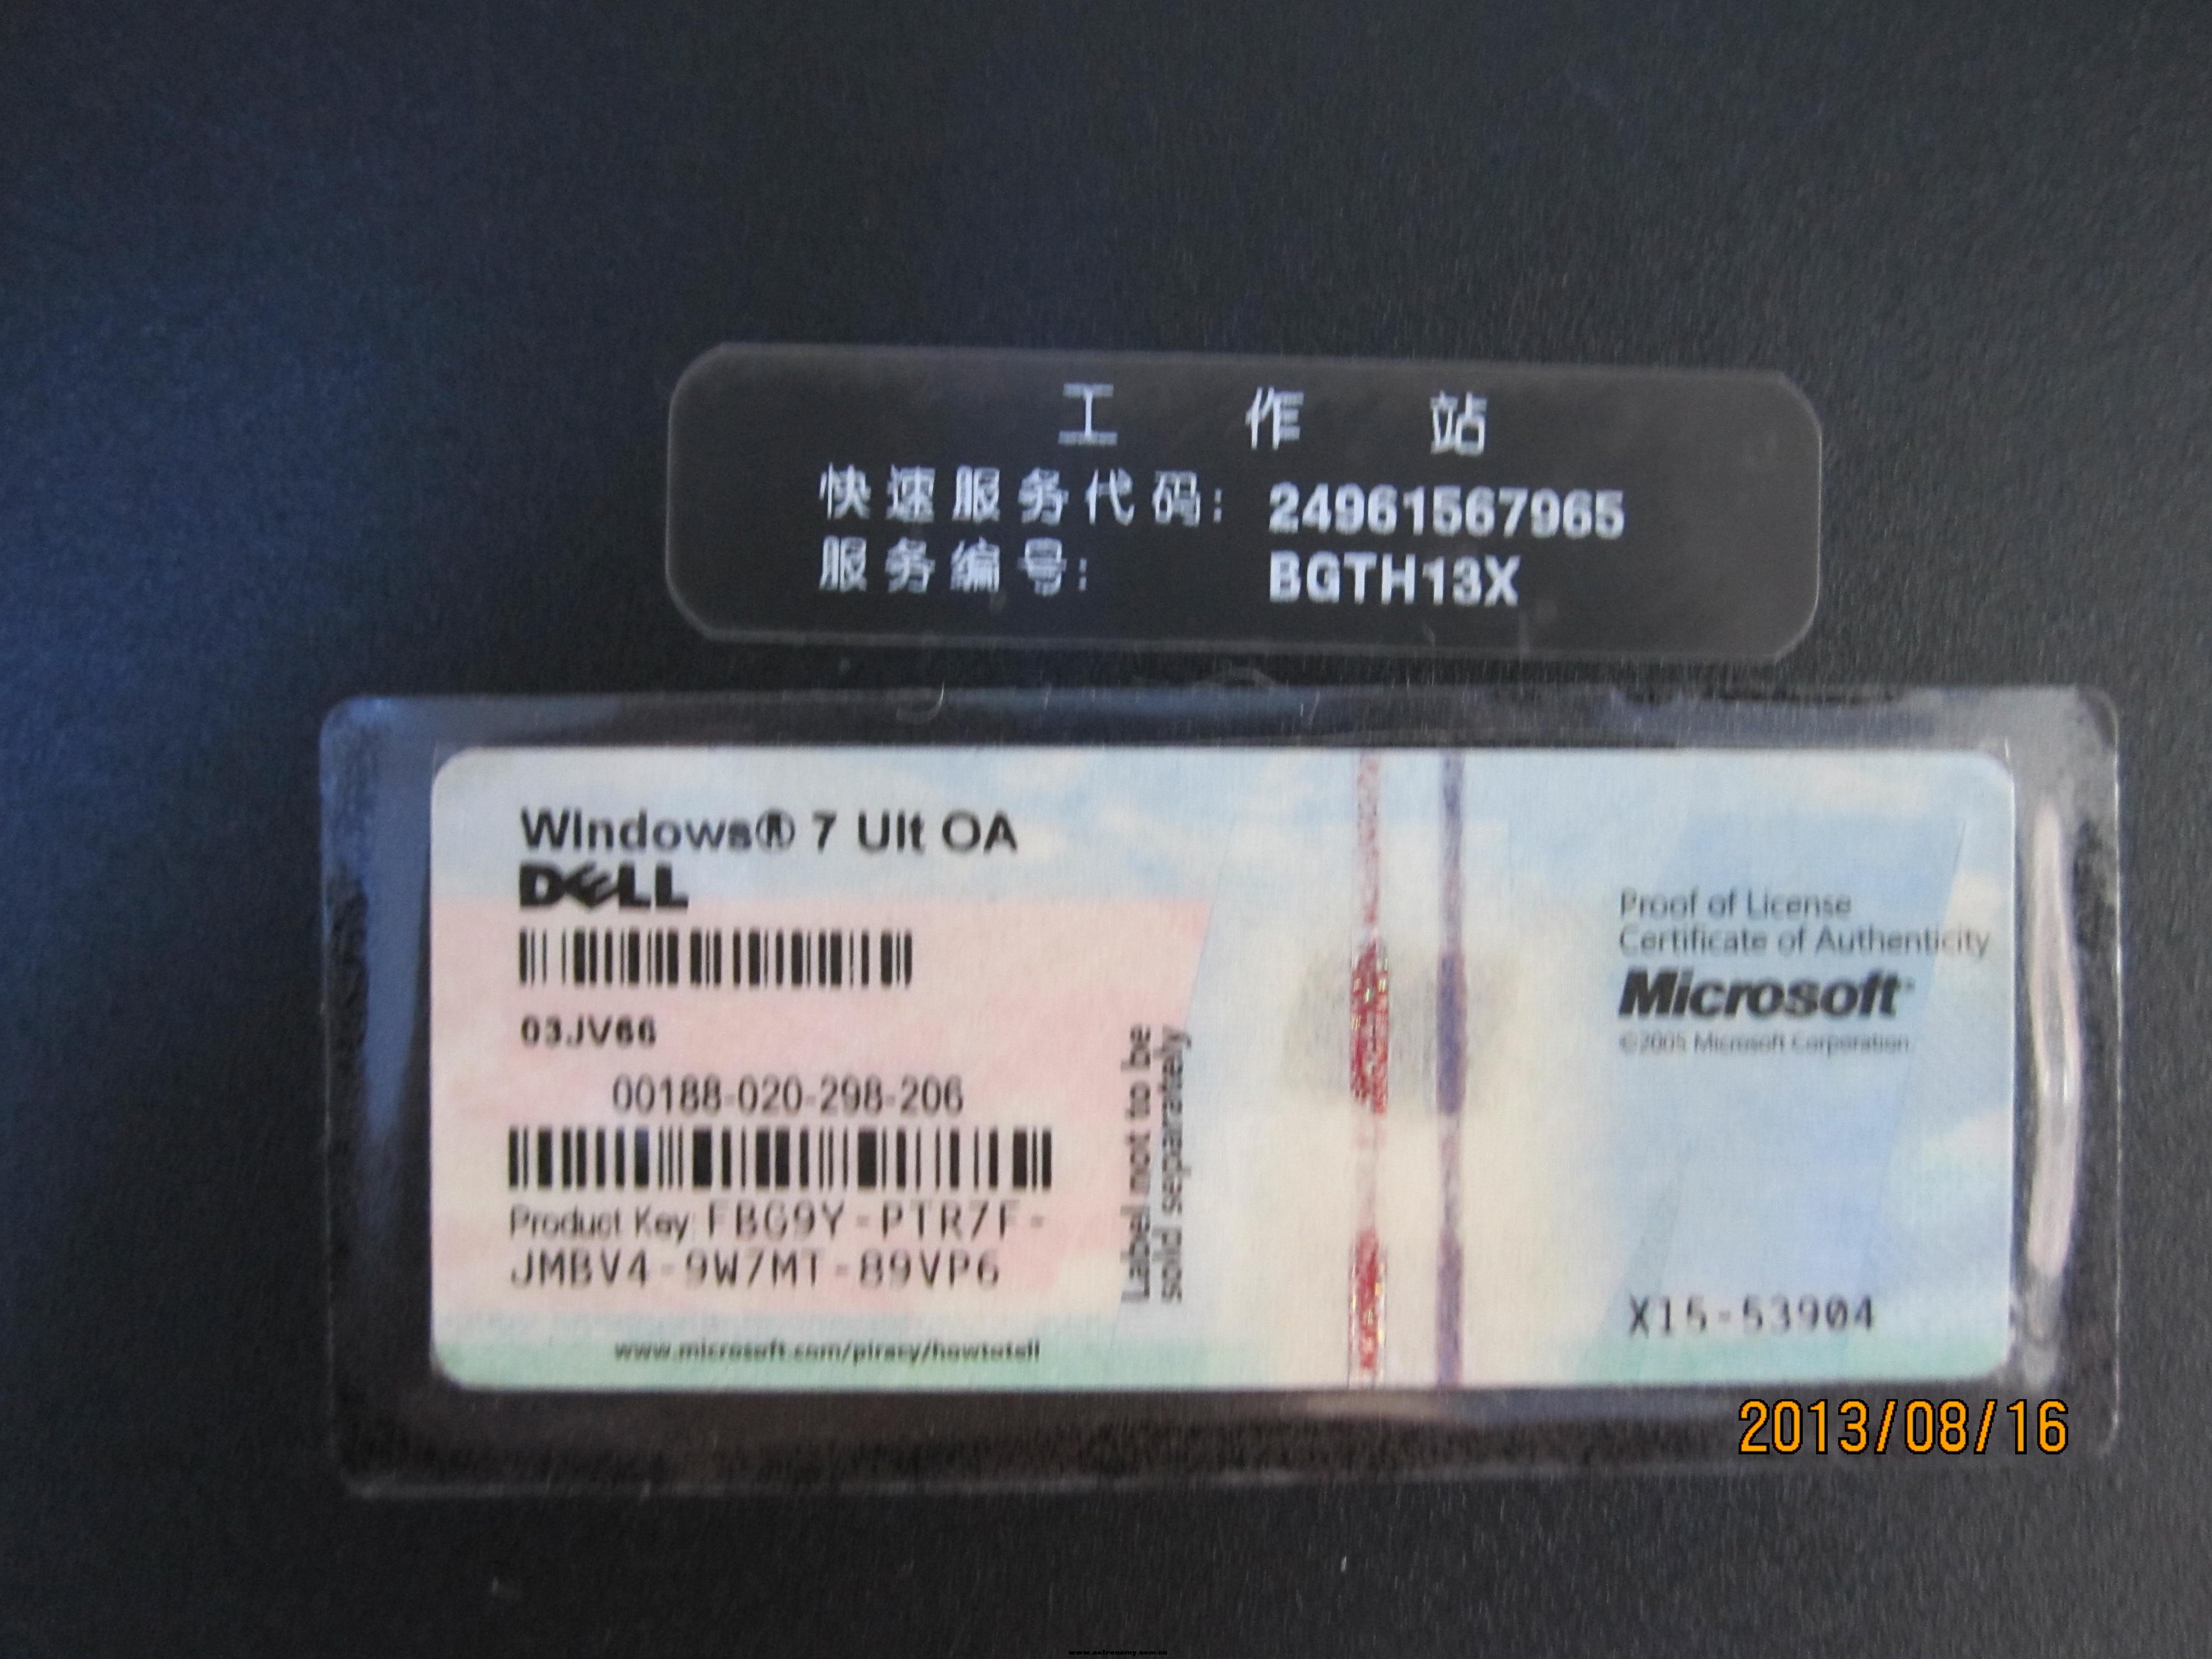 工 作 站
快速服务代码: 24961567965
服务编号: BGTH13X
Windows® 7 Ult OA
DELL
03JV66
00188-020-298-206
Product Key: FBG9Y-PTR7F-
JMBV4-9W7MT-89VP6
www.microsoft.com/piracy/howtotell
Label not to be
sold separately
Proof of License
Certificate of Authenticity
Microsoft
©2005 Microsoft Corporation.
X15-53904
2013/08/16